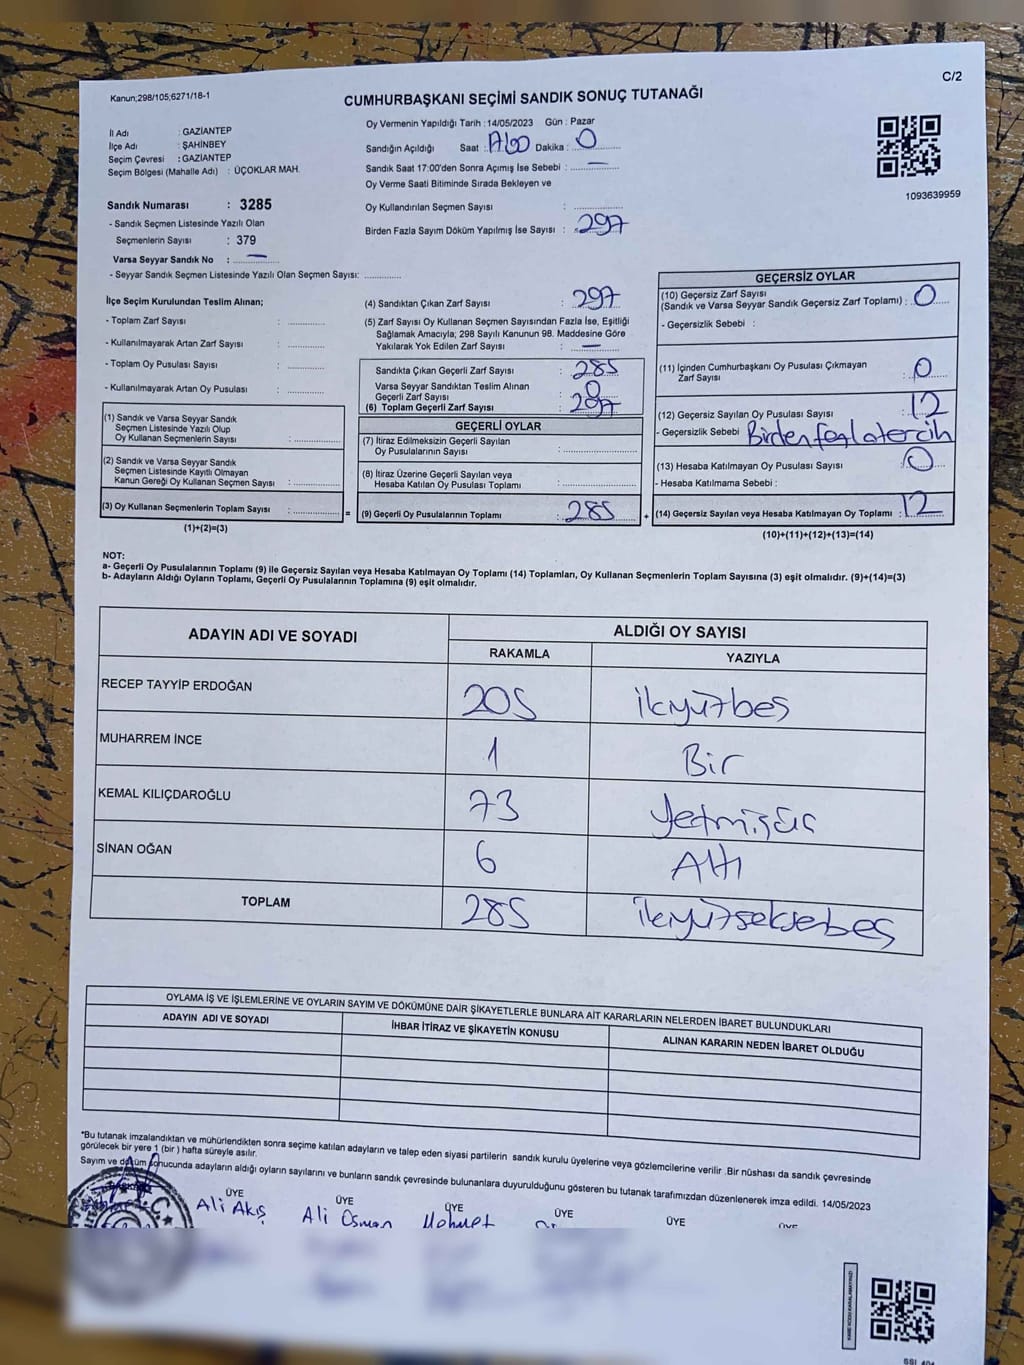 C/2
Kanun;298/105,6271/18-1
CUMHURBAŞKANI SEÇİMİ SANDIK SONUÇ TUTANAĞI
İl Adı : GAZİANTEP
İlçe Adı : ŞAHİNBEY
Seçim Çevresi : GAZİANTEP
Seçim Bölgesi (Mahalle Adı) : ÜÇOKLAR MAH.
Oy Vermenin Yapıldığı Tarih : 14/05/2023 Gün : Pazar
Sandığın Açıldığı Saat : Dakika : 0
Sandık Saat 17:00'den Sonra Açımış İse Sebebi : —
Oy Verme Saati Bitiminde Sırada Bekleyen ve
Oy Kullandırılan Seçmen Sayısı :
Birden Fazla Sayım Döküm Yapılmış İse Sayısı : 297
1093639959
Sandık Numarası : 3285
- Sandık Seçmen Listesinde Yazılı Olan
Seçmenlerin Sayısı : 379
Varsa Seyyar Sandık No : —
- Seyyar Sandık Seçmen Listesinde Yazılı Olan Seçmen Sayısı:
İlçe Seçim Kurulundan Teslim Alınan;
- Toplam Zarf Sayısı :
- Kullanılmayarak Artan Zarf Sayısı :
- Toplam Oy Pusulası Sayısı :
- Kullanılmayarak Artan Oy Pusulası :
(1) Sandık ve Varsa Seyyar Sandık
Seçmen Listesinde Yazılı Olup
Oy Kullanan Seçmenlerin Sayısı :
(2) Sandık ve Varsa Seyyar Sandık
Seçmen Listesinde Kayıtlı Olmayan
Kanun Gereği Oy Kullanan Seçmen Sayısı :
(3) Oy Kullanan Seçmenlerin Toplam Sayısı : =
(1)+(2)=(3)
(4) Sandıktan Çıkan Zarf Sayısı : 297
(5) Zarf Sayısı Oy Kullanan Seçmen Sayısından Fazla İse, Eşitliği
Sağlamak Amacıyla; 298 Sayılı Kanunun 98. Maddesine Göre
Yakılarak Yok Edilen Zarf Sayısı : —
Sandıkta Çıkan Geçerli Zarf Sayısı : 285
Varsa Seyyar Sandıktan Teslim Alınan
Geçerli Zarf Sayısı : 0
(6) Toplam Geçerli Zarf Sayısı : 297
GEÇERLİ OYLAR
(7) İtiraz Edilmeksizin Geçerli Sayılan
Oy Pusulalarının Sayısı :
(8) İtiraz Üzerine Geçerli Sayılan veya
Hesaba Katılan Oy Pusulası Toplamı :
(9) Geçerli Oy Pusulalarının Toplamı : 285 +
GEÇERSİZ OYLAR
(10) Geçersiz Zarf Sayısı
(Sandık ve Varsa Seyyar Sandık Geçersiz Zarf Toplamı) : 0
- Geçersizlik Sebebi :
(11) İçinden Cumhurbaşkanı Oy Pusulası Çıkmayan
Zarf Sayısı : 0
(12) Geçersiz Sayılan Oy Pusulası Sayısı : 12
- Geçersizlik Sebebi Birden fazla tercih
(13) Hesaba Katılmayan Oy Pusulası Sayısı : 0
- Hesaba Katılmama Sebebi :
(14) Geçersiz Sayılan veya Hesaba Katılmayan Oy Toplamı : 12
(10)+(11)+(12)+(13)=(14)
NOT:
a- Geçerli Oy Pusulalarının Toplamı (9) ile Geçersiz Sayılan veya Hesaba Katılmayan Oy Toplamı (14) Toplamları, Oy Kullanan Seçmenlerin Toplam Sayısına (3) eşit olmalıdır. (9)+(14)=(3)
b- Adayların Aldığı Oyların Toplamı, Geçerli Oy Pusulalarının Toplamına (9) eşit olmalıdır.
ADAYIN ADI VE SOYADI
ALDIĞI OY SAYISI
RAKAMLA YAZIYLA
RECEP TAYYİP ERDOĞAN 205 ikiyüzbeş
MUHARREM İNCE 1 Bir
KEMAL KILIÇDAROĞLU 73 Yetmişüç
SİNAN OĞAN 6 Altı
TOPLAM 285 ikiyüzseksebeş
OYLAMA İŞ VE İŞLEMLERİNE VE OYLARIN SAYIM VE DÖKÜMÜNE DAİR ŞİKAYETLERLE BUNLARA AİT KARARLARIN NELERDEN İBARET BULUNDUKLARI
ADAYIN ADI VE SOYADI İHBAR İTİRAZ VE ŞİKAYETİN KONUSU ALINAN KARARIN NEDEN İBARET OLDUĞU
*Bu tutanak imzalandıktan ve mühürlendikten sonra seçime katılan adayların ve talep eden siyasi partilerin sandık kurulu üyelerine veya gözlemcilerine verilir .Bir nüshası da sandık çevresinde
görülecek bir yere 1 (bir ) hafta süreyle asılır.
Sayım ve döküm sonucunda adayların aldığı oyların sayılarını ve bunların sandık çevresinde bulunanlara duyurulduğunu gösteren bu tutanak tarafımızdan düzenlenerek imza edildi. 14/05/2023
ÜYE ÜYE ÜYE ÜYE ÜYE ÜYE
Ali Akış Ali Osman Mehmet